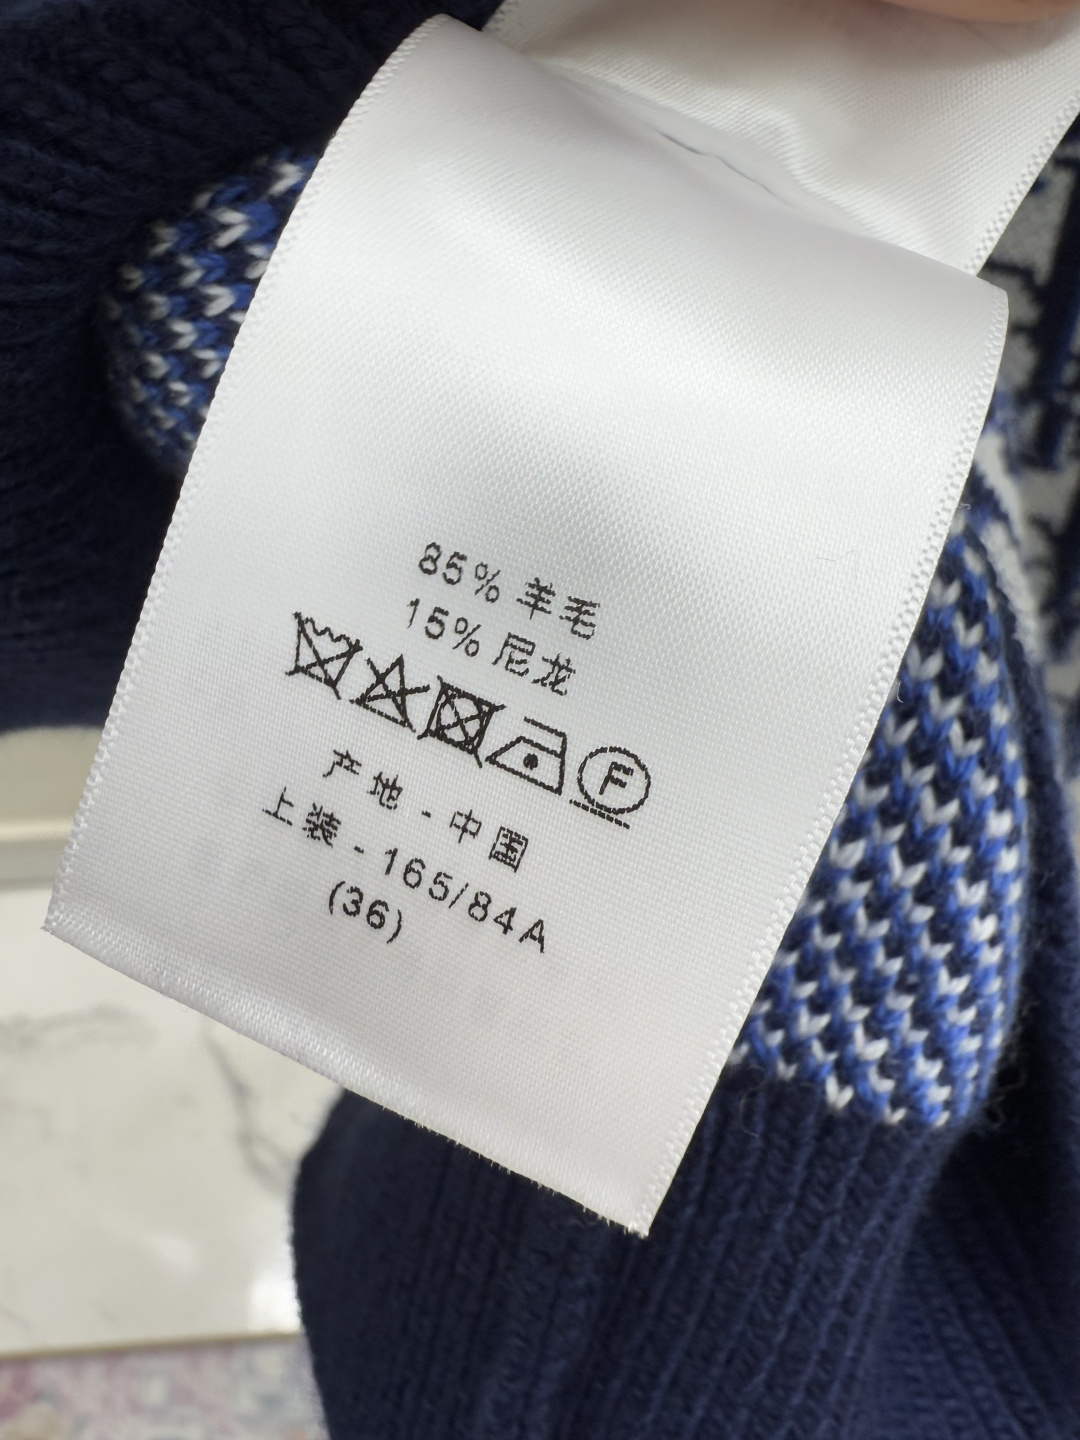 85% 羊毛
15% 尼龙
F
产地 - 中国
上装 - 165/84A
(36)